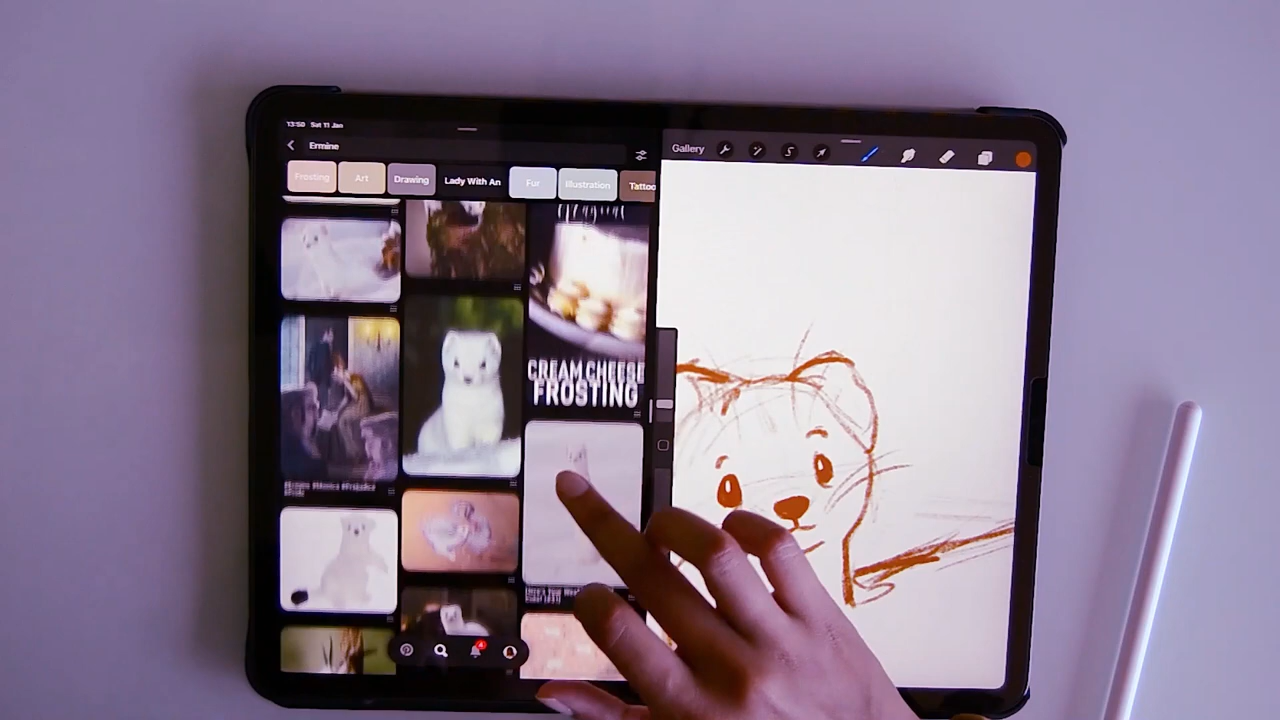 13:50 Sat 11 Jan
Ermine
Frosting Art Drawing Lady With An Fur Illustration Tattoo
CREAM CHEESE
FROSTING
4
Gallery